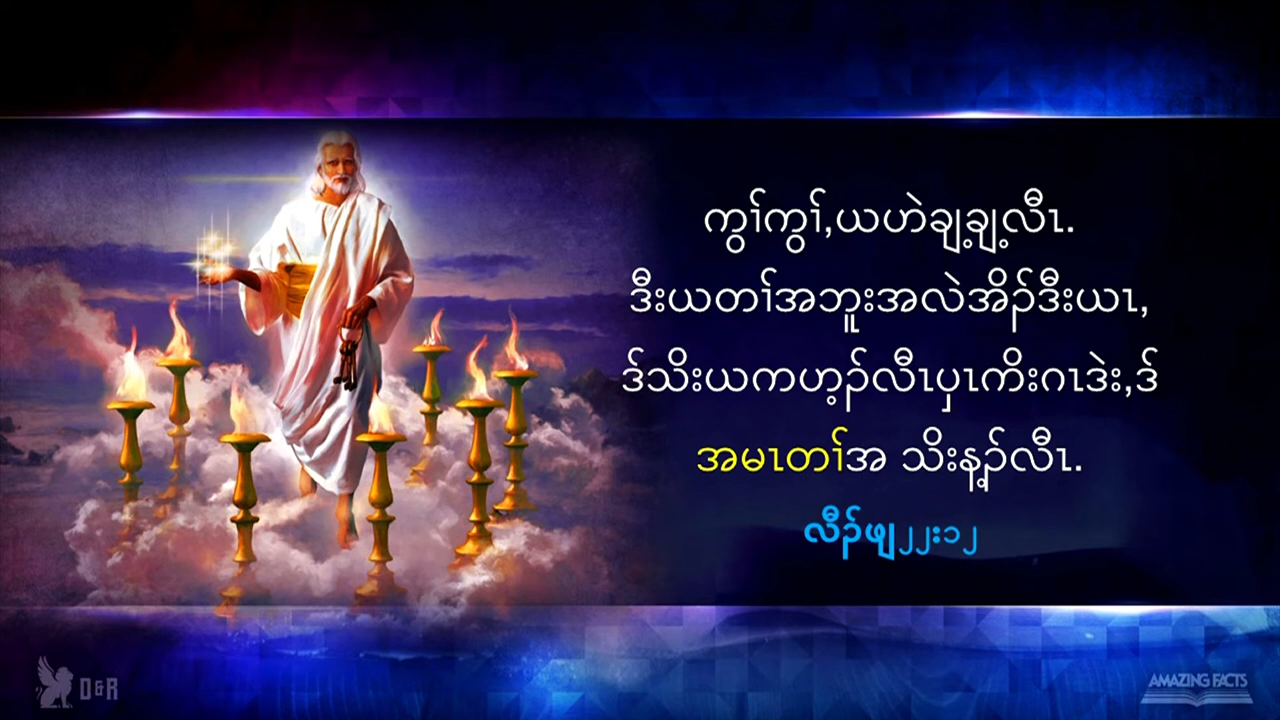 ကွၢ်ကွၢ်,ယဟဲချ့ချ့လီၤ.
ဒီးယတၢ်အဘူးအလဲအိၣ်ဒီးယၤ,
ဒ်သိးယကဟ့ၣ်လီၤပှၤကိးဂၤဒဲး,ဒ်
အမၤတၢ်အ သိးန့ၣ်လီၤ.
လီၣ်ဖျ၂၂း၁၂
D&R
AMAZING FACTS